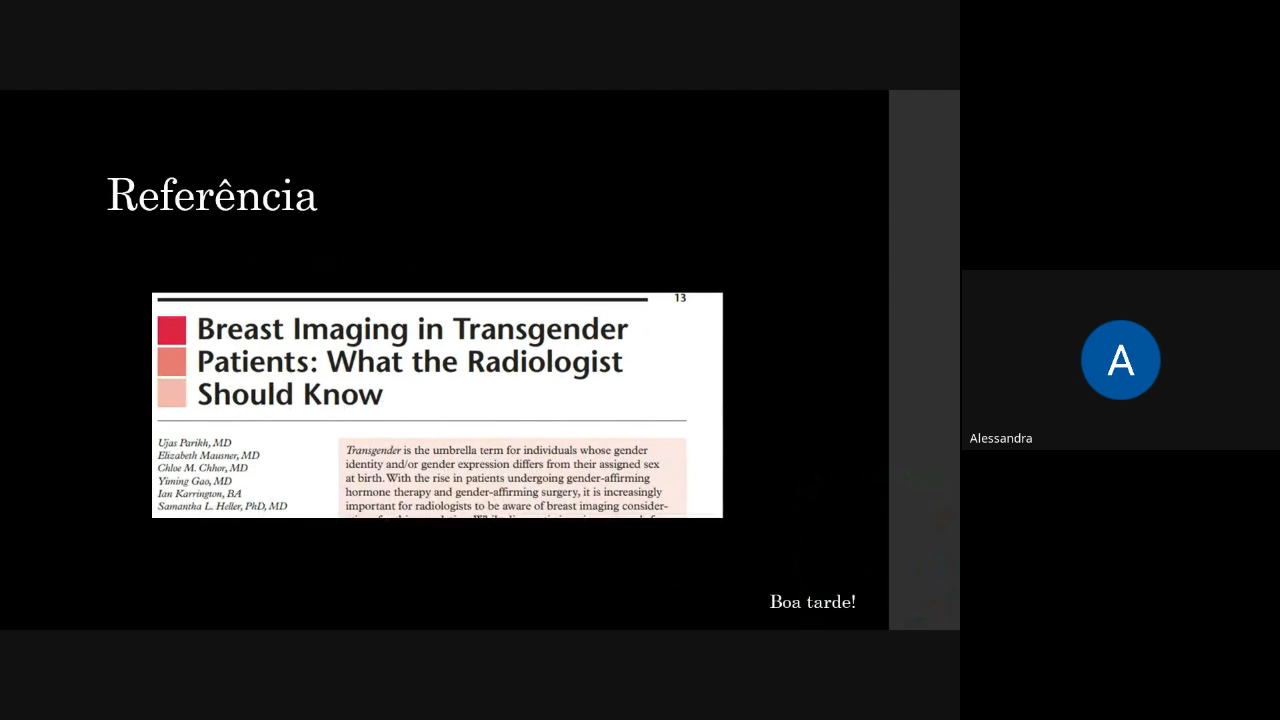 Referência
13
Breast Imaging in Transgender
Patients: What the Radiologist
Should Know
Ujas Parikh, MD
Elizabeth Mausner, MD
Chloe M. Chhor, MD
Yiming Gao, MD
Ian Karrington, BA
Samantha L. Heller, PhD, MD
Transgender is the umbrella term for individuals whose gender
identity and/or gender expression differs from their assigned sex
at birth. With the rise in patients undergoing gender-affirming
hormone therapy and gender-affirming surgery, it is increasingly
important for radiologists to be aware of breast imaging consider-
Boa tarde!
A
Alessandra